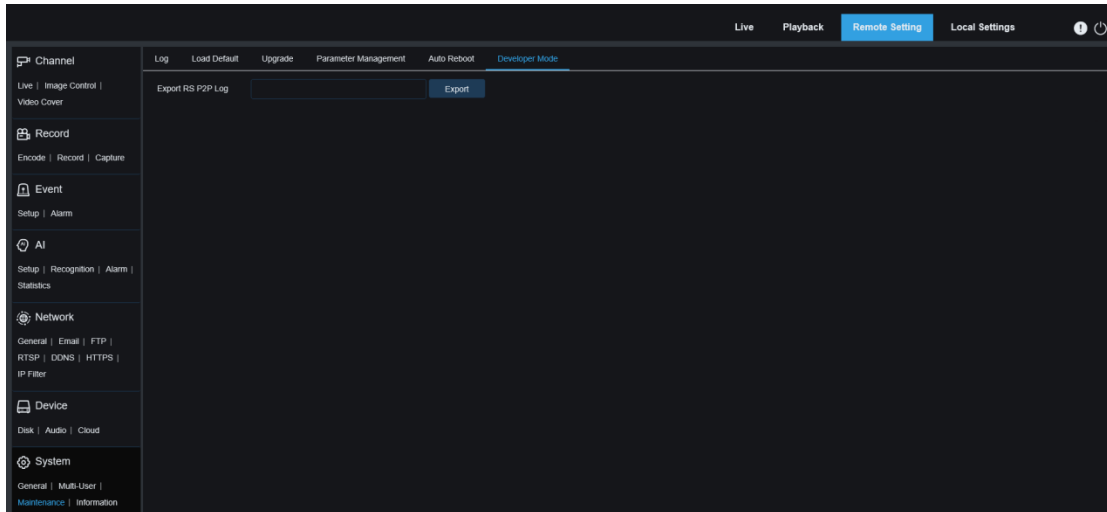 Live Playback Remote Setting Local Settings
Channel
Live | Image Control |
Video Cover
Record
Encode | Record | Capture
Event
Setup | Alarm
AI
Setup | Recognition | Alarm |
Statistics
Network
General | Email | FTP |
RTSP | DDNS | HTTPS |
IP Filter
Device
Disk | Audio | Cloud
System
General | Multi-User |
Maintenance | Information
Log Load Default Upgrade Parameter Management Auto Reboot Developer Mode
Export RS P2P Log Export